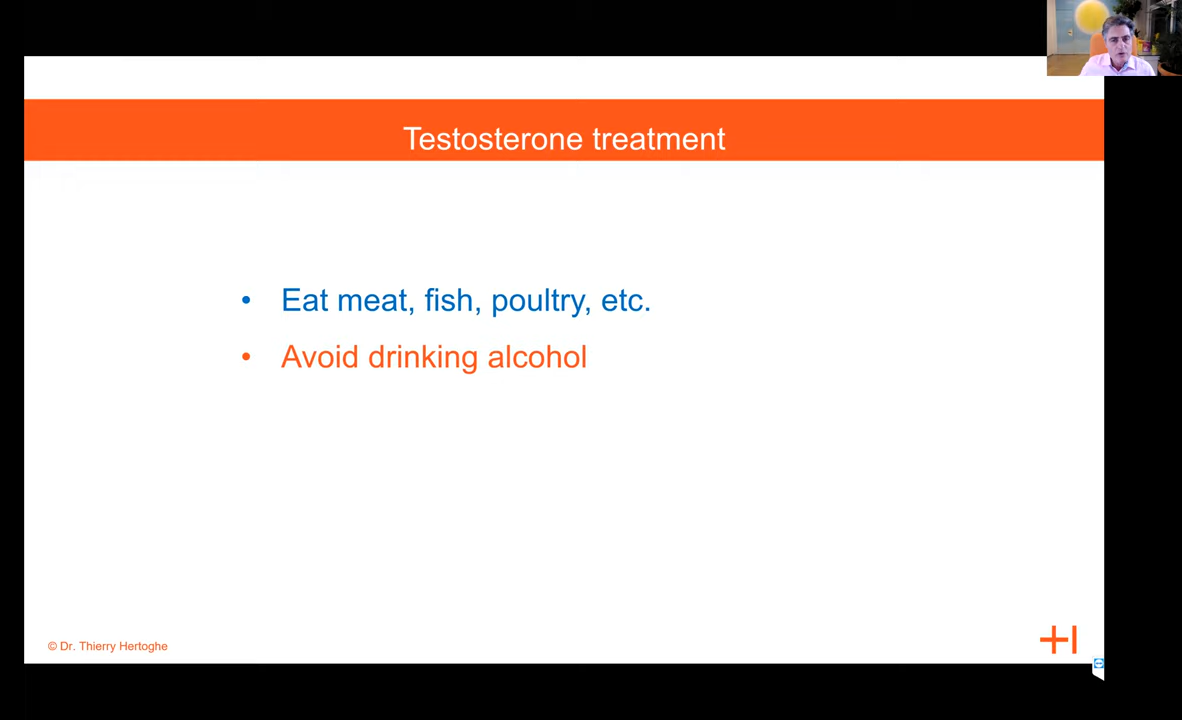 Testosterone treatment
• Eat meat, fish, poultry, etc.
• Avoid drinking alcohol
© Dr. Thierry Hertoghe